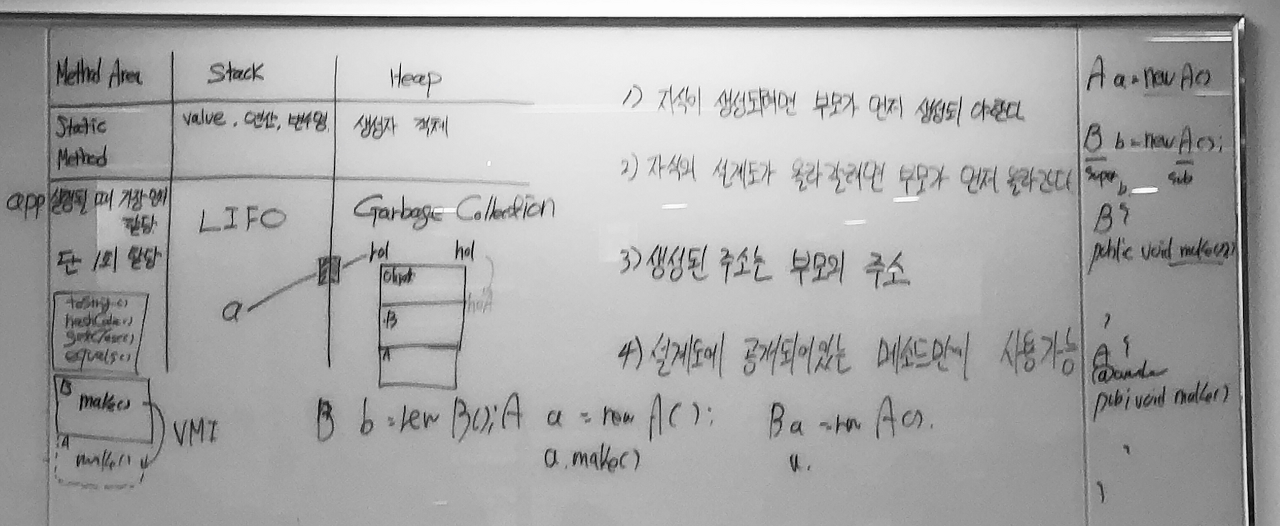 Method Area
Stack
Heap
Static
Method
value, 연산, 변수명
생성자 객체
app 실행될 때 가장 먼저
할당
단 1회 할당
LIFO
Garbage Collection
toString()
hashCode()
getClass()
equals()
B
make()
A
make()
VMI
a
hol
hol
Object
B
A
1) 자식이 생성되려면 부모가 먼저 생성되 야한다
2) 자식의 설계도가 올라갈려면 부모가 먼저 올라간다
3) 생성된 주소는 부모의 주소
4) 설계도에 공개되어있는 메소드만이 사용가능
B b = new B(); A a = new A();
a.make()
B a = new A().
a.
A a = new A()
B b = new A();
super
sub
B {
public void make()
}
A {
pubi void make()
}